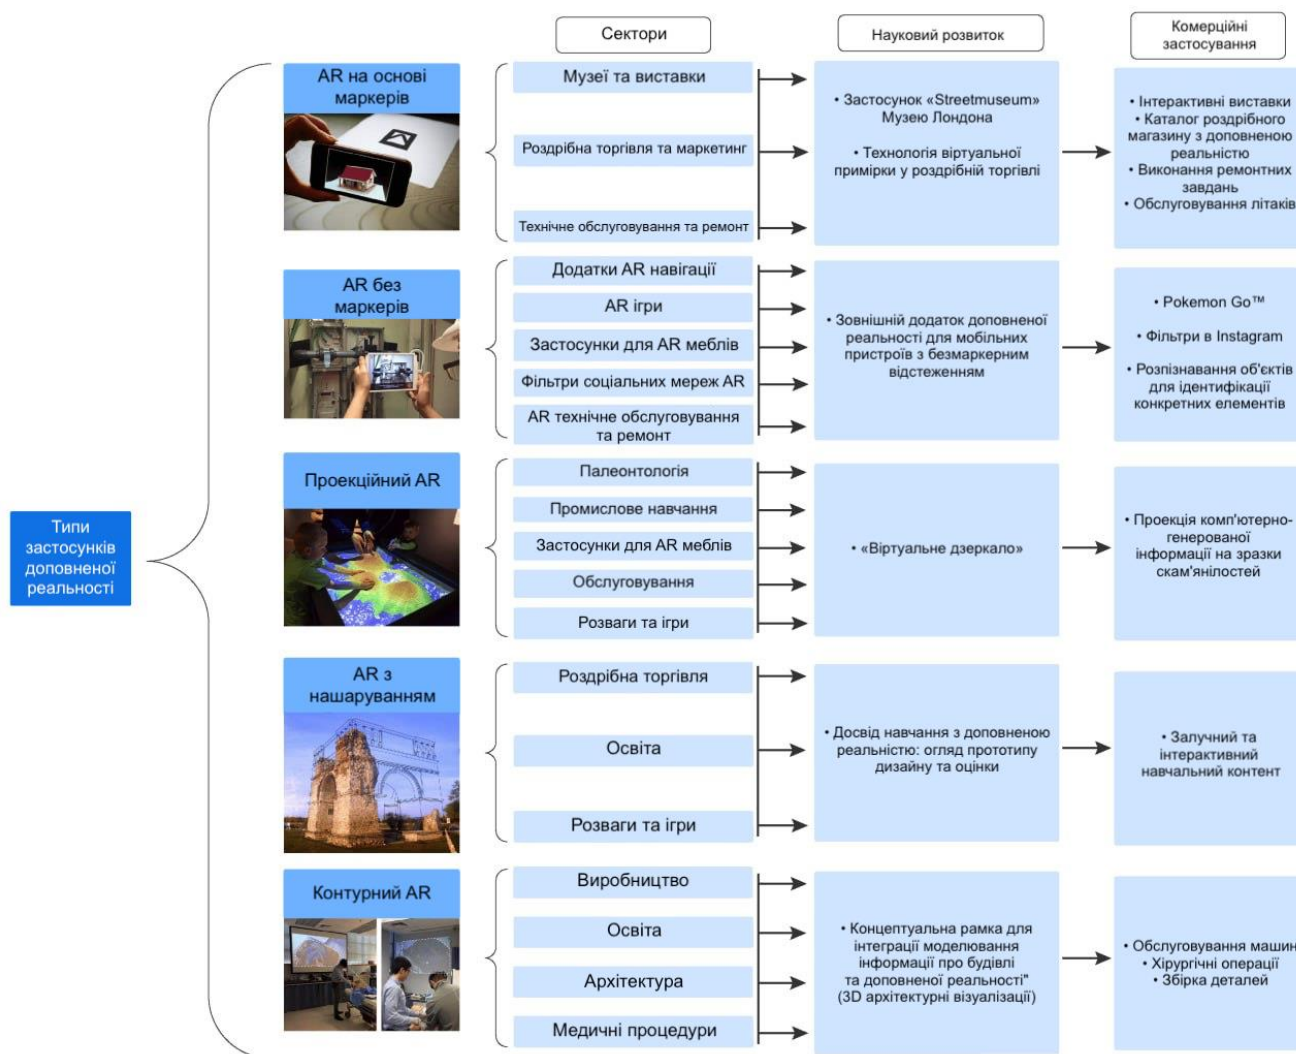 Сектори
Науковий розвиток
Комерційні
застосування
AR на основі
маркерів
Музеї та виставки
Роздрібна торгівля та маркетинг
Технічне обслуговування та ремонт
• Застосунок «Streetmuseum»
Музею Лондона
• Технологія віртуальної
примірки у роздрібній торгівлі
• Інтерактивні виставки
• Каталог роздрібного
магазину з доповненою
реальністю
• Виконання ремонтних
завдань
• Обслуговування літаків
AR без
маркерів
Додатки AR навігації
AR ігри
Застосунки для AR меблів
Фільтри соціальних мереж AR
AR технічне обслуговування
та ремонт
• Зовнішній додаток доповненої
реальності для мобільних
пристроїв з безмаркерним
відстеженням
• Pokemon Go™
• Фільтри в Instagram
• Розпізнавання об'єктів
для ідентифікації
конкретних елементів
Типи
застосунків
доповненої
реальності
Проекційний AR
Палеонтологія
Промислове навчання
Застосунки для AR меблів
Обслуговування
Розваги та ігри
• «Віртуальне дзеркало»
• Проекція комп'ютерно-
генерованої
інформації на зразки
скам'янілостей
AR з
нашаруванням
Роздрібна торгівля
Освіта
Розваги та ігри
• Досвід навчання з доповненою
реальністю: огляд прототипу
дизайну та оцінки
• Залучний та
інтерактивний
навчальний контент
Контурний AR
Виробництво
Освіта
Архітектура
Медичні процедури
• Концептуальна рамка для
інтеграції моделювання
інформації про будівлі
та доповненої реальності"
(3D архітектурні візуалізації)
• Обслуговування машин
• Хірургічні операції
• Збірка деталей